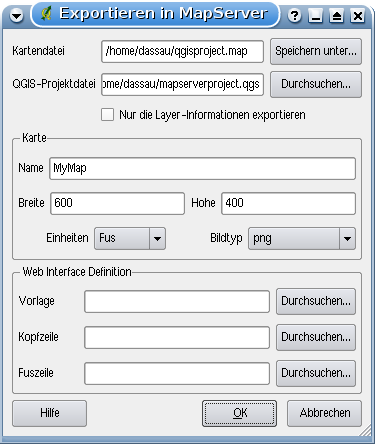 Exportieren in MapServer
Kartendatei /home/dassau/qgisproject.map Speichern unter...
QGIS-Projektdatei ome/dassau/mapserverproject.qgs Durchsuchen...
Nur die Layer-Informationen exportieren
Karte
Name MyMap
Breite 600 Hohe 400
Einheiten Fus Bildtyp png
Web Interface Definition
Vorlage Durchsuchen...
Kopfzeile Durchsuchen...
Fuszeile Durchsuchen...
Hilfe OK Abbrechen